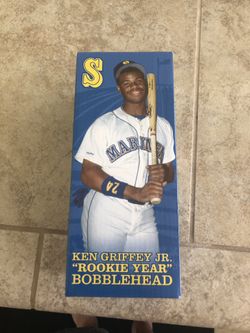 S
MARINERS
24
KEN GRIFFEY JR.
"ROOKIE YEAR"
BOBBLEHEAD